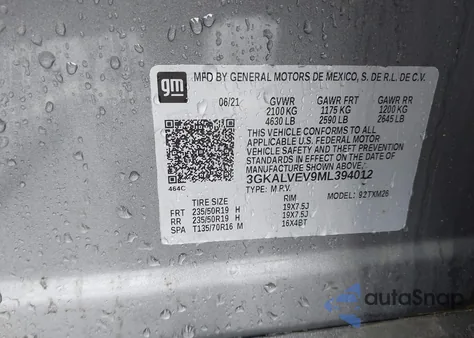 gm
MFD BY GENERAL MOTORS DE MEXICO, S. DE R.L. DE C.V.
06/21 GVWR GAWR FRT GAWR RR
2100 KG 1175 KG 1200 KG
4630 LB 2590 LB 2645 LB
THIS VEHICLE CONFORMS TO ALL
APPLICABLE U.S. FEDERAL MOTOR
VEHICLE SAFETY, BUMPER, AND THEFT
PREVENTION STANDARDS IN EFFECT ON
THE DATE OF MANUFACTURE SHOWN ABOVE.
3GKALVEV9ML394012
464C
TYPE: M.P.V. MODEL: 92TXM26
TIRE SIZE RIM
FRT 235/50R19 H 19X7.5J
RR 235/50R19 H 19X7.5J
SPA T135/70R16 M 16X4BT
autoSnap